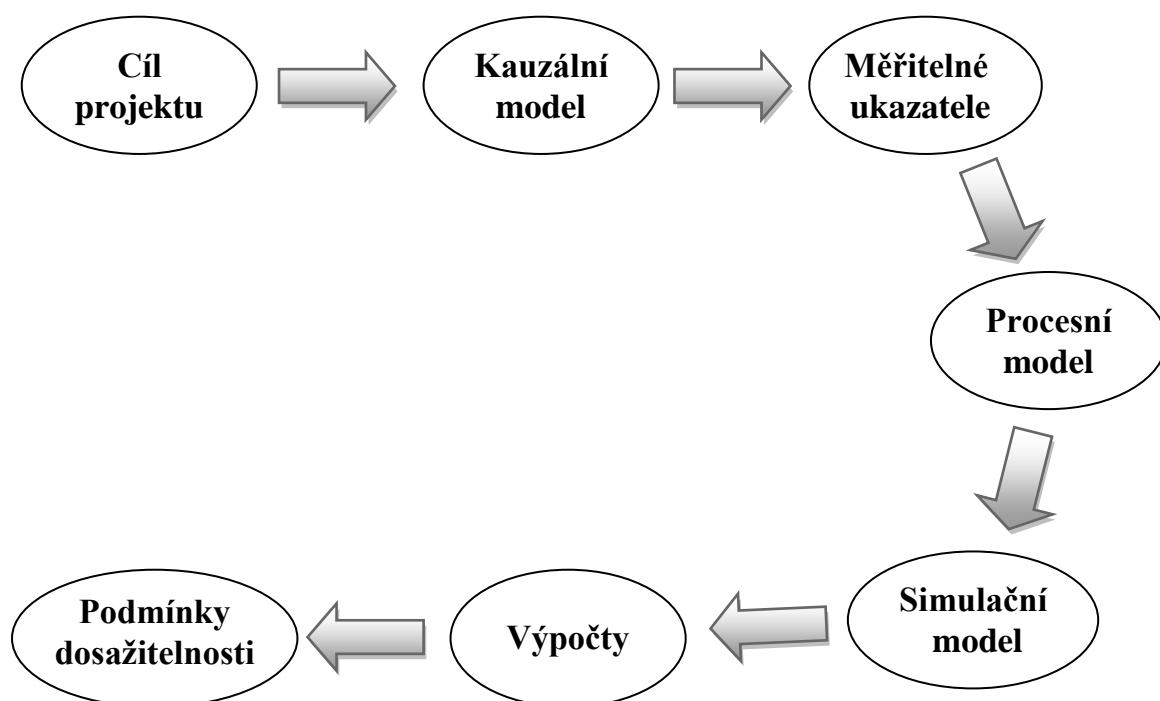 Cíl
projektu
Kauzální
model
Měřitelné
ukazatele
Procesní
model
Simulační
model
Výpočty
Podmínky
dosažitelnosti